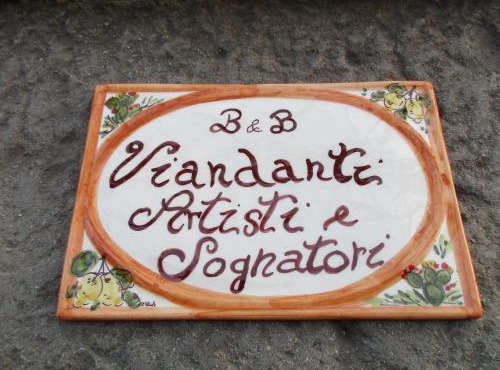 B & B
Viandanti
Artisti e
Sognatori